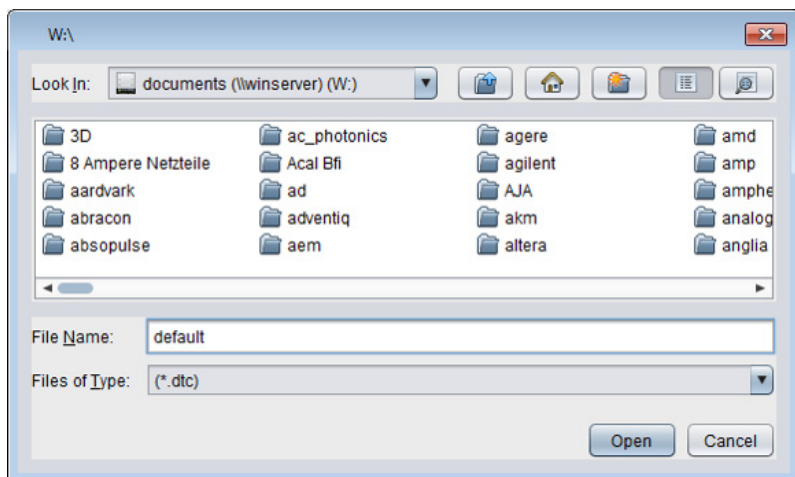 W:\
Look In: documents (\\winserver) (W:)
3D ac_photonics agere amd
8 Ampere Netzteile Acal Bfi agilent amp
aardvark ad AJA amphe
abracon adventiq akm analog
absopulse aem altera anglia
File Name: default
Files of Type: (*.dtc)
Open Cancel